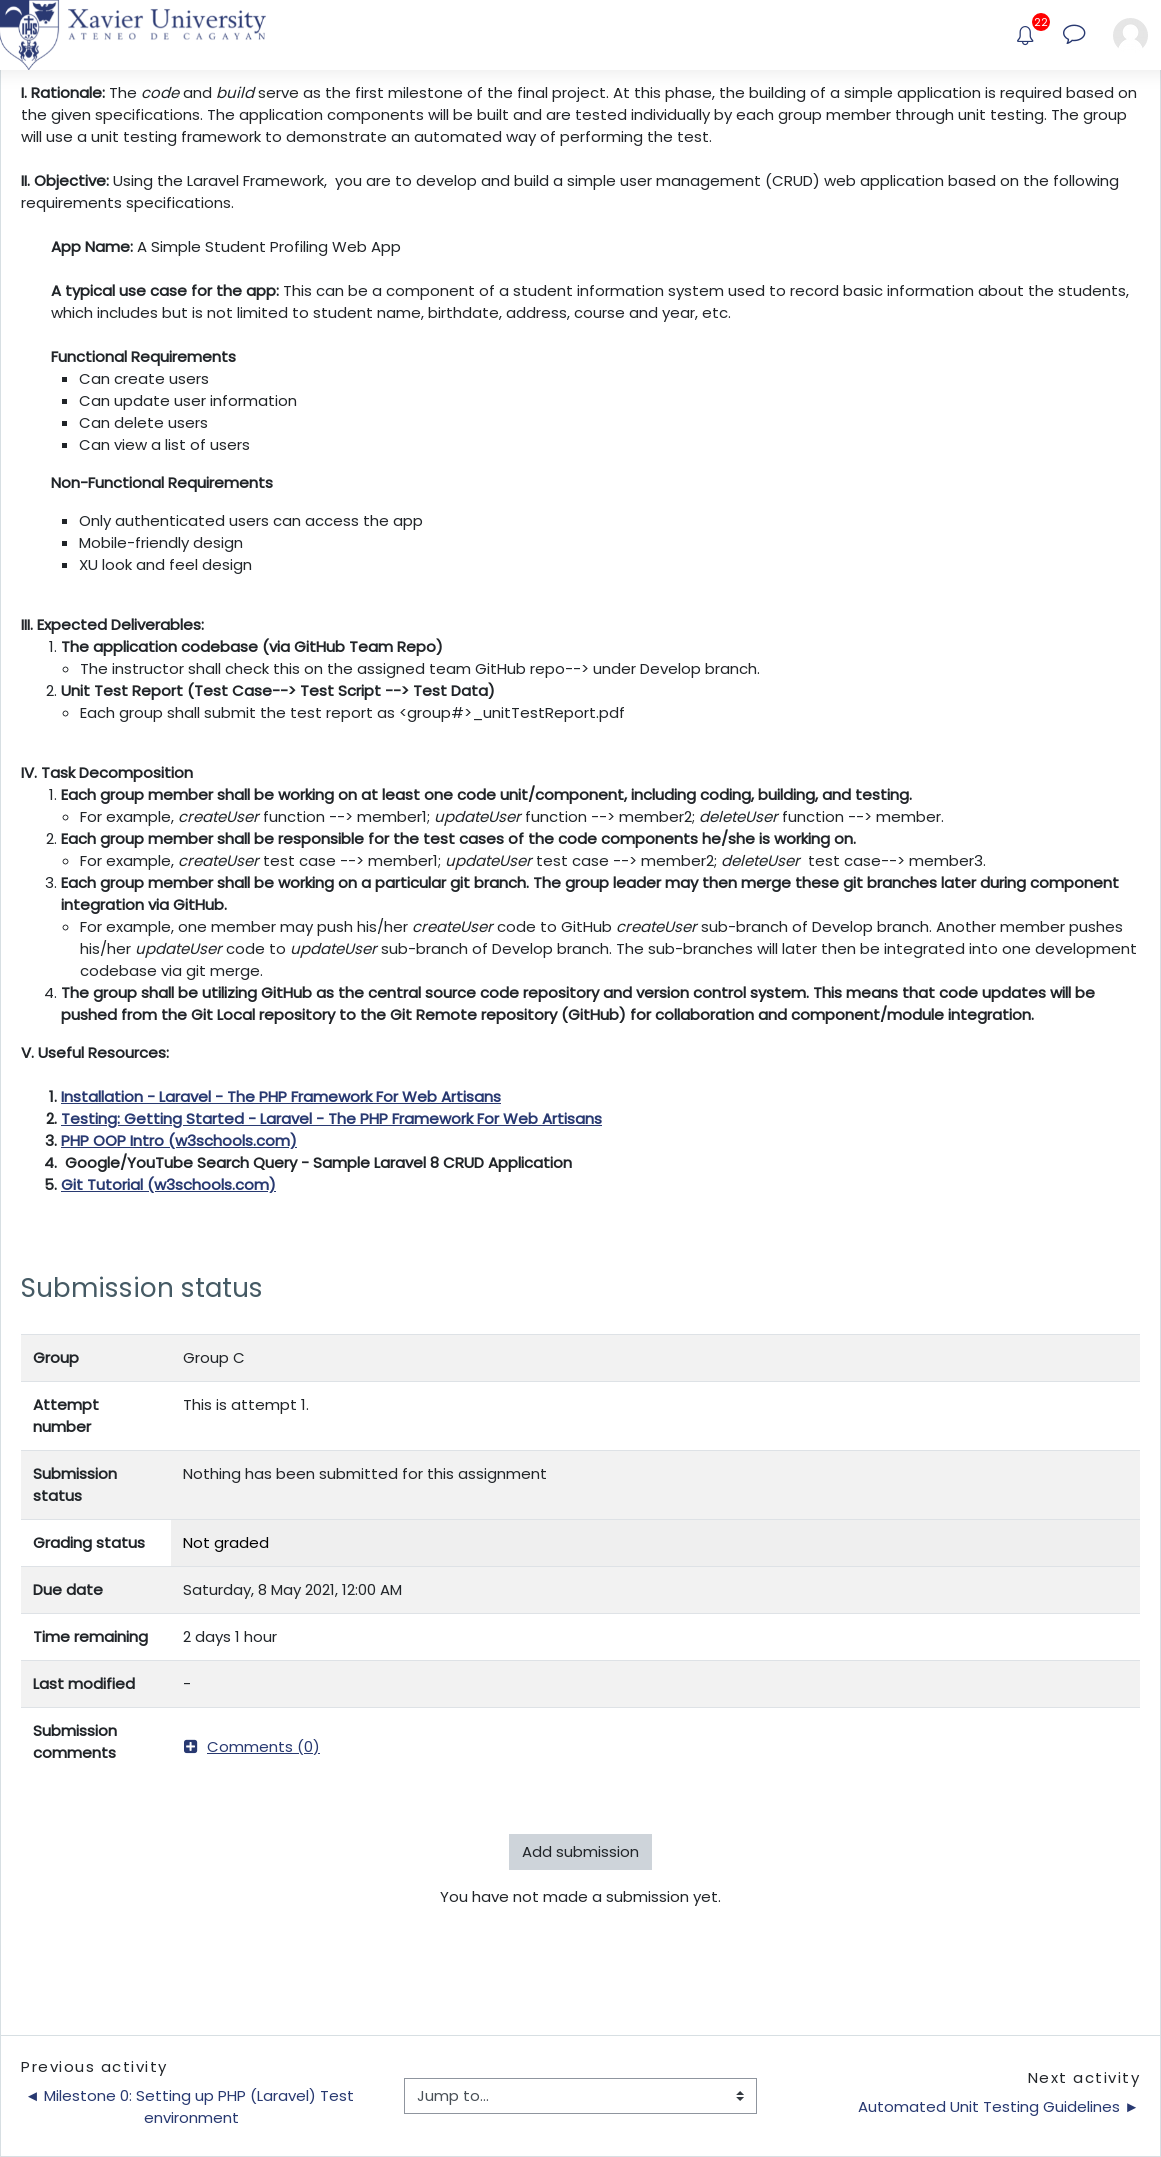 Xavier University
ATENEO DE CAGAYAN
22
I. Rationale: The code and build serve as the first milestone of the final project. At this phase, the building of a simple application is required based on
the given specifications. The application components will be built and are tested individually by each group member through unit testing. The group
will use a unit testing framework to demonstrate an automated way of performing the test.
II. Objective: Using the Laravel Framework,  you are to develop and build a simple user management (CRUD) web application based on the following
requirements specifications.
App Name: A Simple Student Profiling Web App
A typical use case for the app: This can be a component of a student information system used to record basic information about the students,
which includes but is not limited to student name, birthdate, address, course and year, etc.
Functional Requirements
▪ Can create users
▪ Can update user information
▪ Can delete users
▪ Can view a list of users
Non-Functional Requirements
▪ Only authenticated users can access the app
▪ Mobile-friendly design
▪ XU look and feel design
III. Expected Deliverables:
1. The application codebase (via GitHub Team Repo)
◦ The instructor shall check this on the assigned team GitHub repo--> under Develop branch.
2. Unit Test Report (Test Case--> Test Script --> Test Data)
◦ Each group shall submit the test report as <group#>_unitTestReport.pdf
IV. Task Decomposition
1. Each group member shall be working on at least one code unit/component, including coding, building, and testing.
◦ For example, createUser function --> member1; updateUser function --> member2; deleteUser function --> member.
2. Each group member shall be responsible for the test cases of the code components he/she is working on.
◦ For example, createUser test case --> member1; updateUser test case --> member2; deleteUser  test case--> member3.
3. Each group member shall be working on a particular git branch. The group leader may then merge these git branches later during component
integration via GitHub.
◦ For example, one member may push his/her createUser code to GitHub createUser sub-branch of Develop branch. Another member pushes
his/her updateUser code to updateUser sub-branch of Develop branch. The sub-branches will later then be integrated into one development
codebase via git merge.
4. The group shall be utilizing GitHub as the central source code repository and version control system. This means that code updates will be
pushed from the Git Local repository to the Git Remote repository (GitHub) for collaboration and component/module integration.
V. Useful Resources:
1. Installation - Laravel - The PHP Framework For Web Artisans
2. Testing: Getting Started - Laravel - The PHP Framework For Web Artisans
3. PHP OOP Intro (w3schools.com)
4.  Google/YouTube Search Query - Sample Laravel 8 CRUD Application
5. Git Tutorial (w3schools.com)
Submission status
Group Group C
Attempt This is attempt 1.
number
Submission Nothing has been submitted for this assignment
status
Grading status Not graded
Due date Saturday, 8 May 2021, 12:00 AM
Time remaining 2 days 1 hour
Last modified -
Submission
comments
Comments (0)
Add submission
You have not made a submission yet.
Previous activity
◄ Milestone 0: Setting up PHP (Laravel) Test
environment
Jump to...
Next activity
Automated Unit Testing Guidelines ►